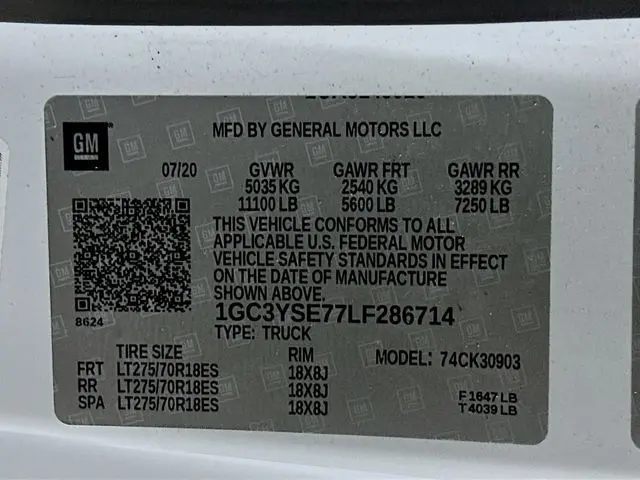 GM
MFD BY GENERAL MOTORS LLC
07/20 GVWR GAWR FRT GAWR RR
5035 KG 2540 KG 3289 KG
11100 LB 5600 LB 7250 LB
THIS VEHICLE CONFORMS TO ALL
APPLICABLE U.S. FEDERAL MOTOR
VEHICLE SAFETY STANDARDS IN EFFECT
ON THE DATE OF MANUFACTURE
SHOWN ABOVE.
8624
1GC3YSE77LF286714
TYPE: TRUCK
TIRE SIZE RIM MODEL: 74CK30903
FRT LT275/70R18ES 18X8J
RR LT275/70R18ES 18X8J
SPA LT275/70R18ES 18X8J
F 1647 LB
T 4039 LB